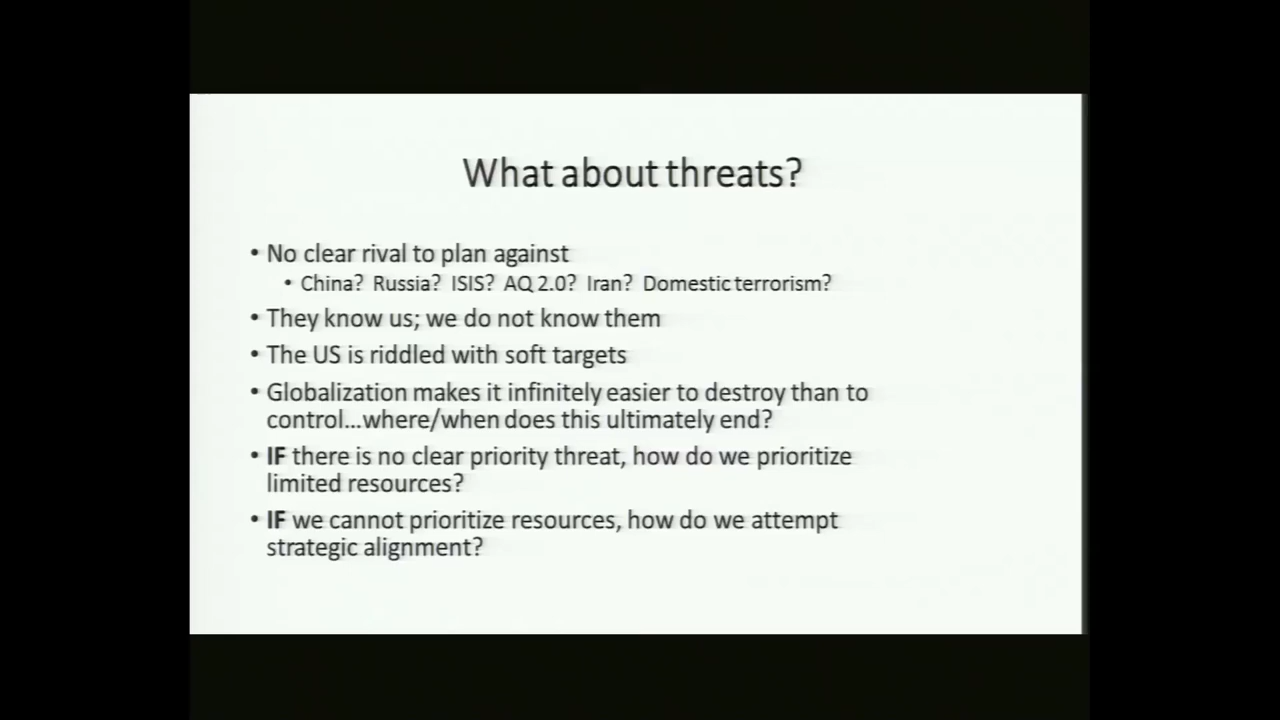 What about threats?
• No clear rival to plan against
• China? Russia? ISIS? AQ 2.0? Iran? Domestic terrorism?
• They know us; we do not know them
• The US is riddled with soft targets
• Globalization makes it infinitely easier to destroy than to
control...where/when does this ultimately end?
• IF there is no clear priority threat, how do we prioritize
limited resources?
• IF we cannot prioritize resources, how do we attempt
strategic alignment?